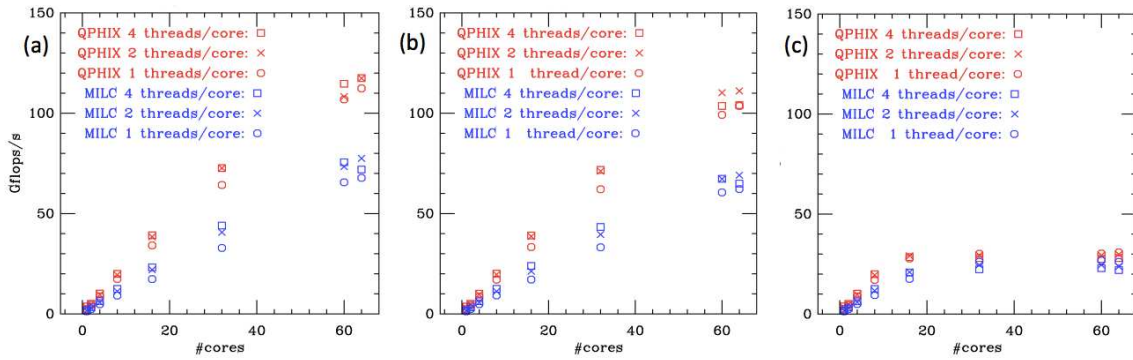 (a)
QPHIX 4 threads/core:
QPHIX 2 threads/core:
QPHIX 1 thread/core:
MILC 4 threads/core:
MILC 2 threads/core:
MILC 1 thread/core:
Gflops/s
150
100
50
0
0 20 40 60
#cores
(b)
QPHIX 4 threads/core:
QPHIX 2 threads/core:
QPHIX 1 thread/core:
MILC 4 threads/core:
MILC 2 threads/core:
MILC 1 thread/core:
150
100
50
0
0 20 40 60
#cores
(c)
QPHIX 4 threads/core:
QPHIX 2 threads/core:
QPHIX 1 thread/core:
MILC 4 threads/core:
MILC 2 threads/core:
MILC 1 thread/core:
150
100
50
0
0 20 40 60
#cores